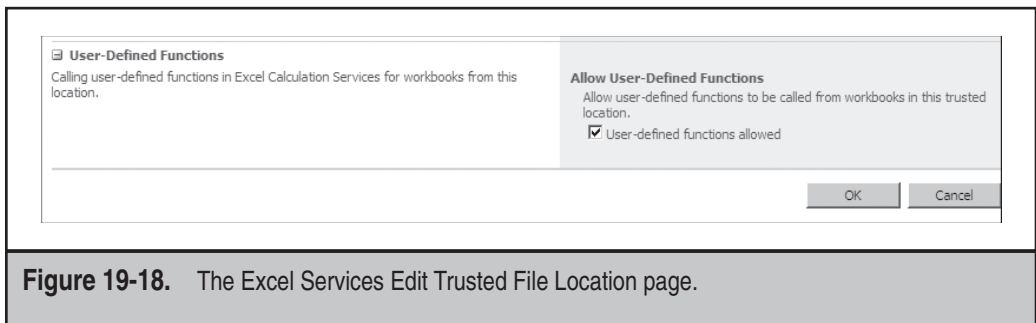 User-Defined Functions
Calling user-defined functions in Excel Calculation Services for workbooks from this
location.
Allow User-Defined Functions
Allow user-defined functions to be called from workbooks in this trusted
location.
User-defined functions allowed
OK
Cancel
Figure 19-18. The Excel Services Edit Trusted File Location page.